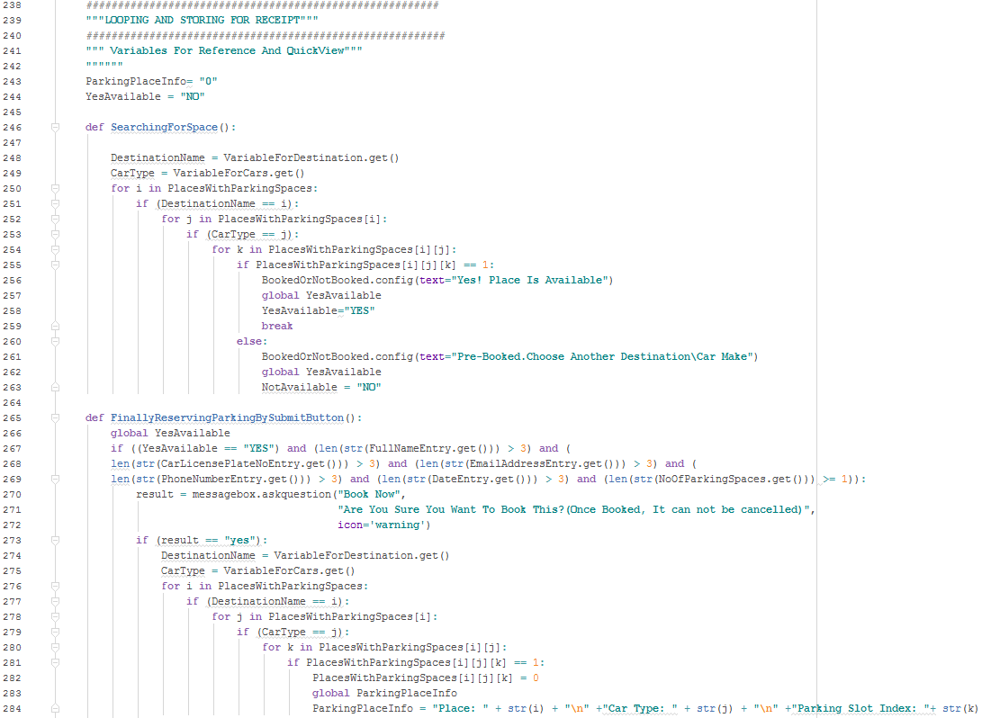 238 ########################################################
239 """LOOPING AND STORING FOR RECEIPT"""
240 #########################################################
241 """ Variables For Reference And QuickView"""
242 """"""
243 ParkingPlaceInfo= "0"
244 YesAvailable = "NO"
245
246 def SearchingForSpace():
247
248 DestinationName = VariableForDestination.get()
249 CarType = VariableForCars.get()
250 for i in PlacesWithParkingSpaces:
251 if (DestinationName == i):
252 for j in PlacesWithParkingSpaces[i]:
253 if (CarType == j):
254 for k in PlacesWithParkingSpaces[i][j]:
255 if PlacesWithParkingSpaces[i][j][k] == 1:
256 BookedOrNotBooked.config(text="Yes! Place Is Available")
257 global YesAvailable
258 YesAvailable="YES"
259 break
260 else:
261 BookedOrNotBooked.config(text="Pre-Booked.Choose Another Destination\Car Make")
262 global YesAvailable
263 NotAvailable = "NO"
264
265 def FinallyReservingParkingBySubmitButton():
266 global YesAvailable
267 if ((YesAvailable == "YES") and (len(str(FullNameEntry.get())) > 3) and (
268 len(str(CarLicensePlateNoEntry.get())) > 3) and (len(str(EmailAddressEntry.get())) > 3) and (
269 len(str(PhoneNumberEntry.get())) > 3) and (len(str(DateEntry.get())) > 3) and (len(str(NoOfParkingSpaces.get())) >= 1)):
270 result = messagebox.askquestion("Book Now",
271 "Are You Sure You Want To Book This?(Once Booked, It can not be cancelled)",
272 icon='warning')
273 if (result == "yes"):
274 DestinationName = VariableForDestination.get()
275 CarType = VariableForCars.get()
276 for i in PlacesWithParkingSpaces:
277 if (DestinationName == i):
278 for j in PlacesWithParkingSpaces[i]:
279 if (CarType == j):
280 for k in PlacesWithParkingSpaces[i][j]:
281 if PlacesWithParkingSpaces[i][j][k] == 1:
282 PlacesWithParkingSpaces[i][j][k] = 0
283 global ParkingPlaceInfo
284 ParkingPlaceInfo = "Place: " + str(i) + "\n" +"Car Type: " + str(j) + "\n" +"Parking Slot Index: "+ str(k)